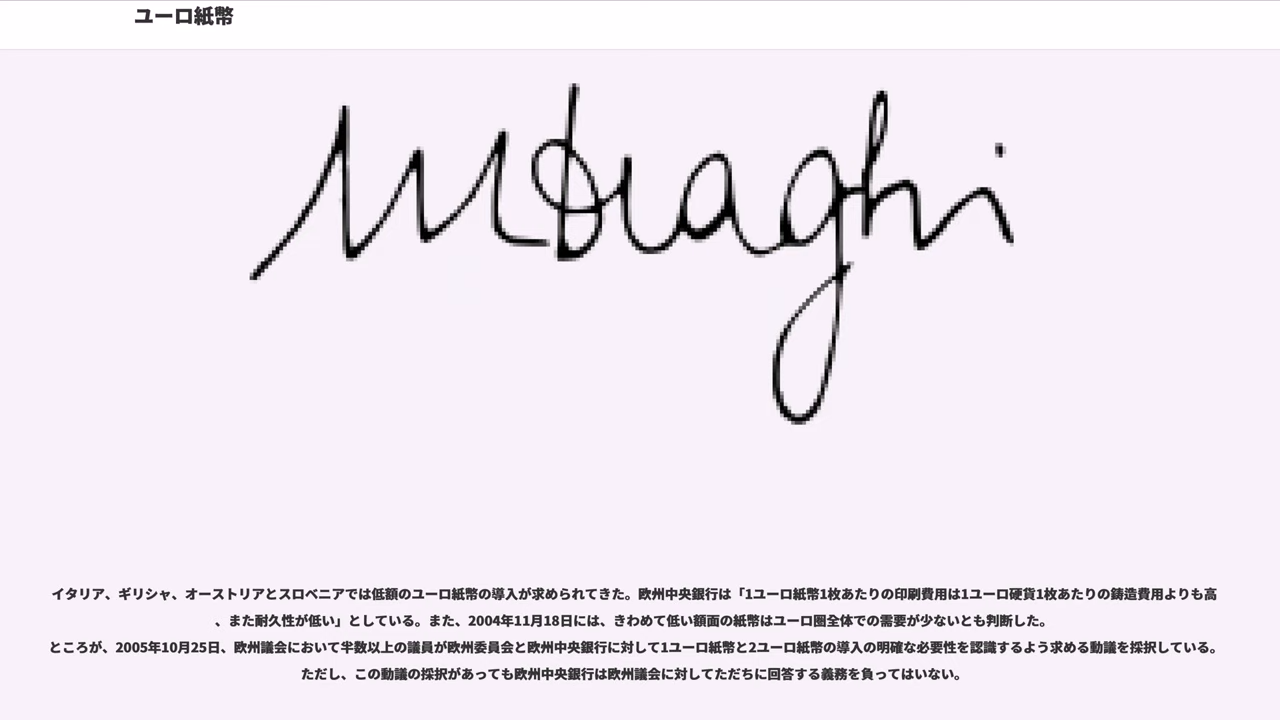 ユーロ紙幣
MDraghi
イタリア、ギリシャ、オーストリアとスロベニアでは低額のユーロ紙幣の導入が求められてきた。欧州中央銀行は「1ユーロ紙幣1枚あたりの印刷費用は1ユーロ硬貨1枚あたりの鋳造費用よりも高
、また耐久性が低い」としている。また、2004年11月18日には、きわめて低い額面の紙幣はユーロ圏全体での需要が少ないとも判断した。
ところが、2005年10月25日、欧州議会において半数以上の議員が欧州委員会と欧州中央銀行に対して1ユーロ紙幣と2ユーロ紙幣の導入の明確な必要性を認識するよう求める動議を採択している。
ただし、この動議の採択があっても欧州中央銀行は欧州議会に対してただちに回答する義務を負ってはいない。